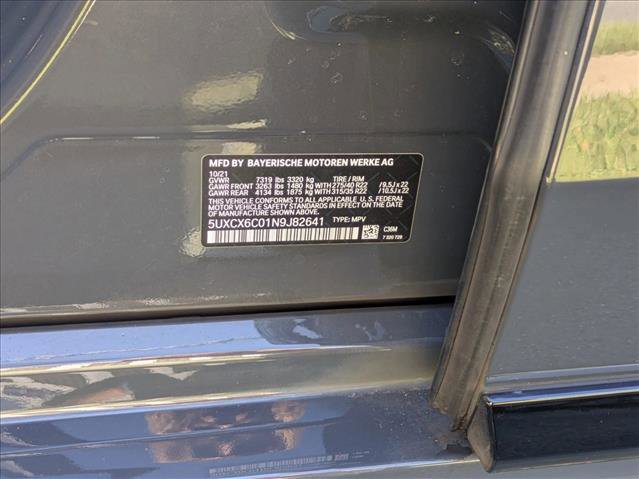 MFD BY BAYERISCHE MOTOREN WERKE AG
10/21
GVWR 7319 lbs 3320 kg TIRE / RIM
GAWR FRONT 3263 lbs 1480 kg WITH 275/40 R22 / 9.5J x 22
GAWR REAR 4134 lbs 1875 kg WITH 315/35 R22 / 10.5J x 22
THIS VEHICLE CONFORMS TO ALL APPLICABLE U. S. FEDERAL
MOTOR VEHICLE SAFETY STANDARDS IN EFFECT ON THE DATE
OF MANUFACTURE SHOWN ABOVE.
5UXCX6C01N9J82641 TYPE: MPV
C36M
7 320 729